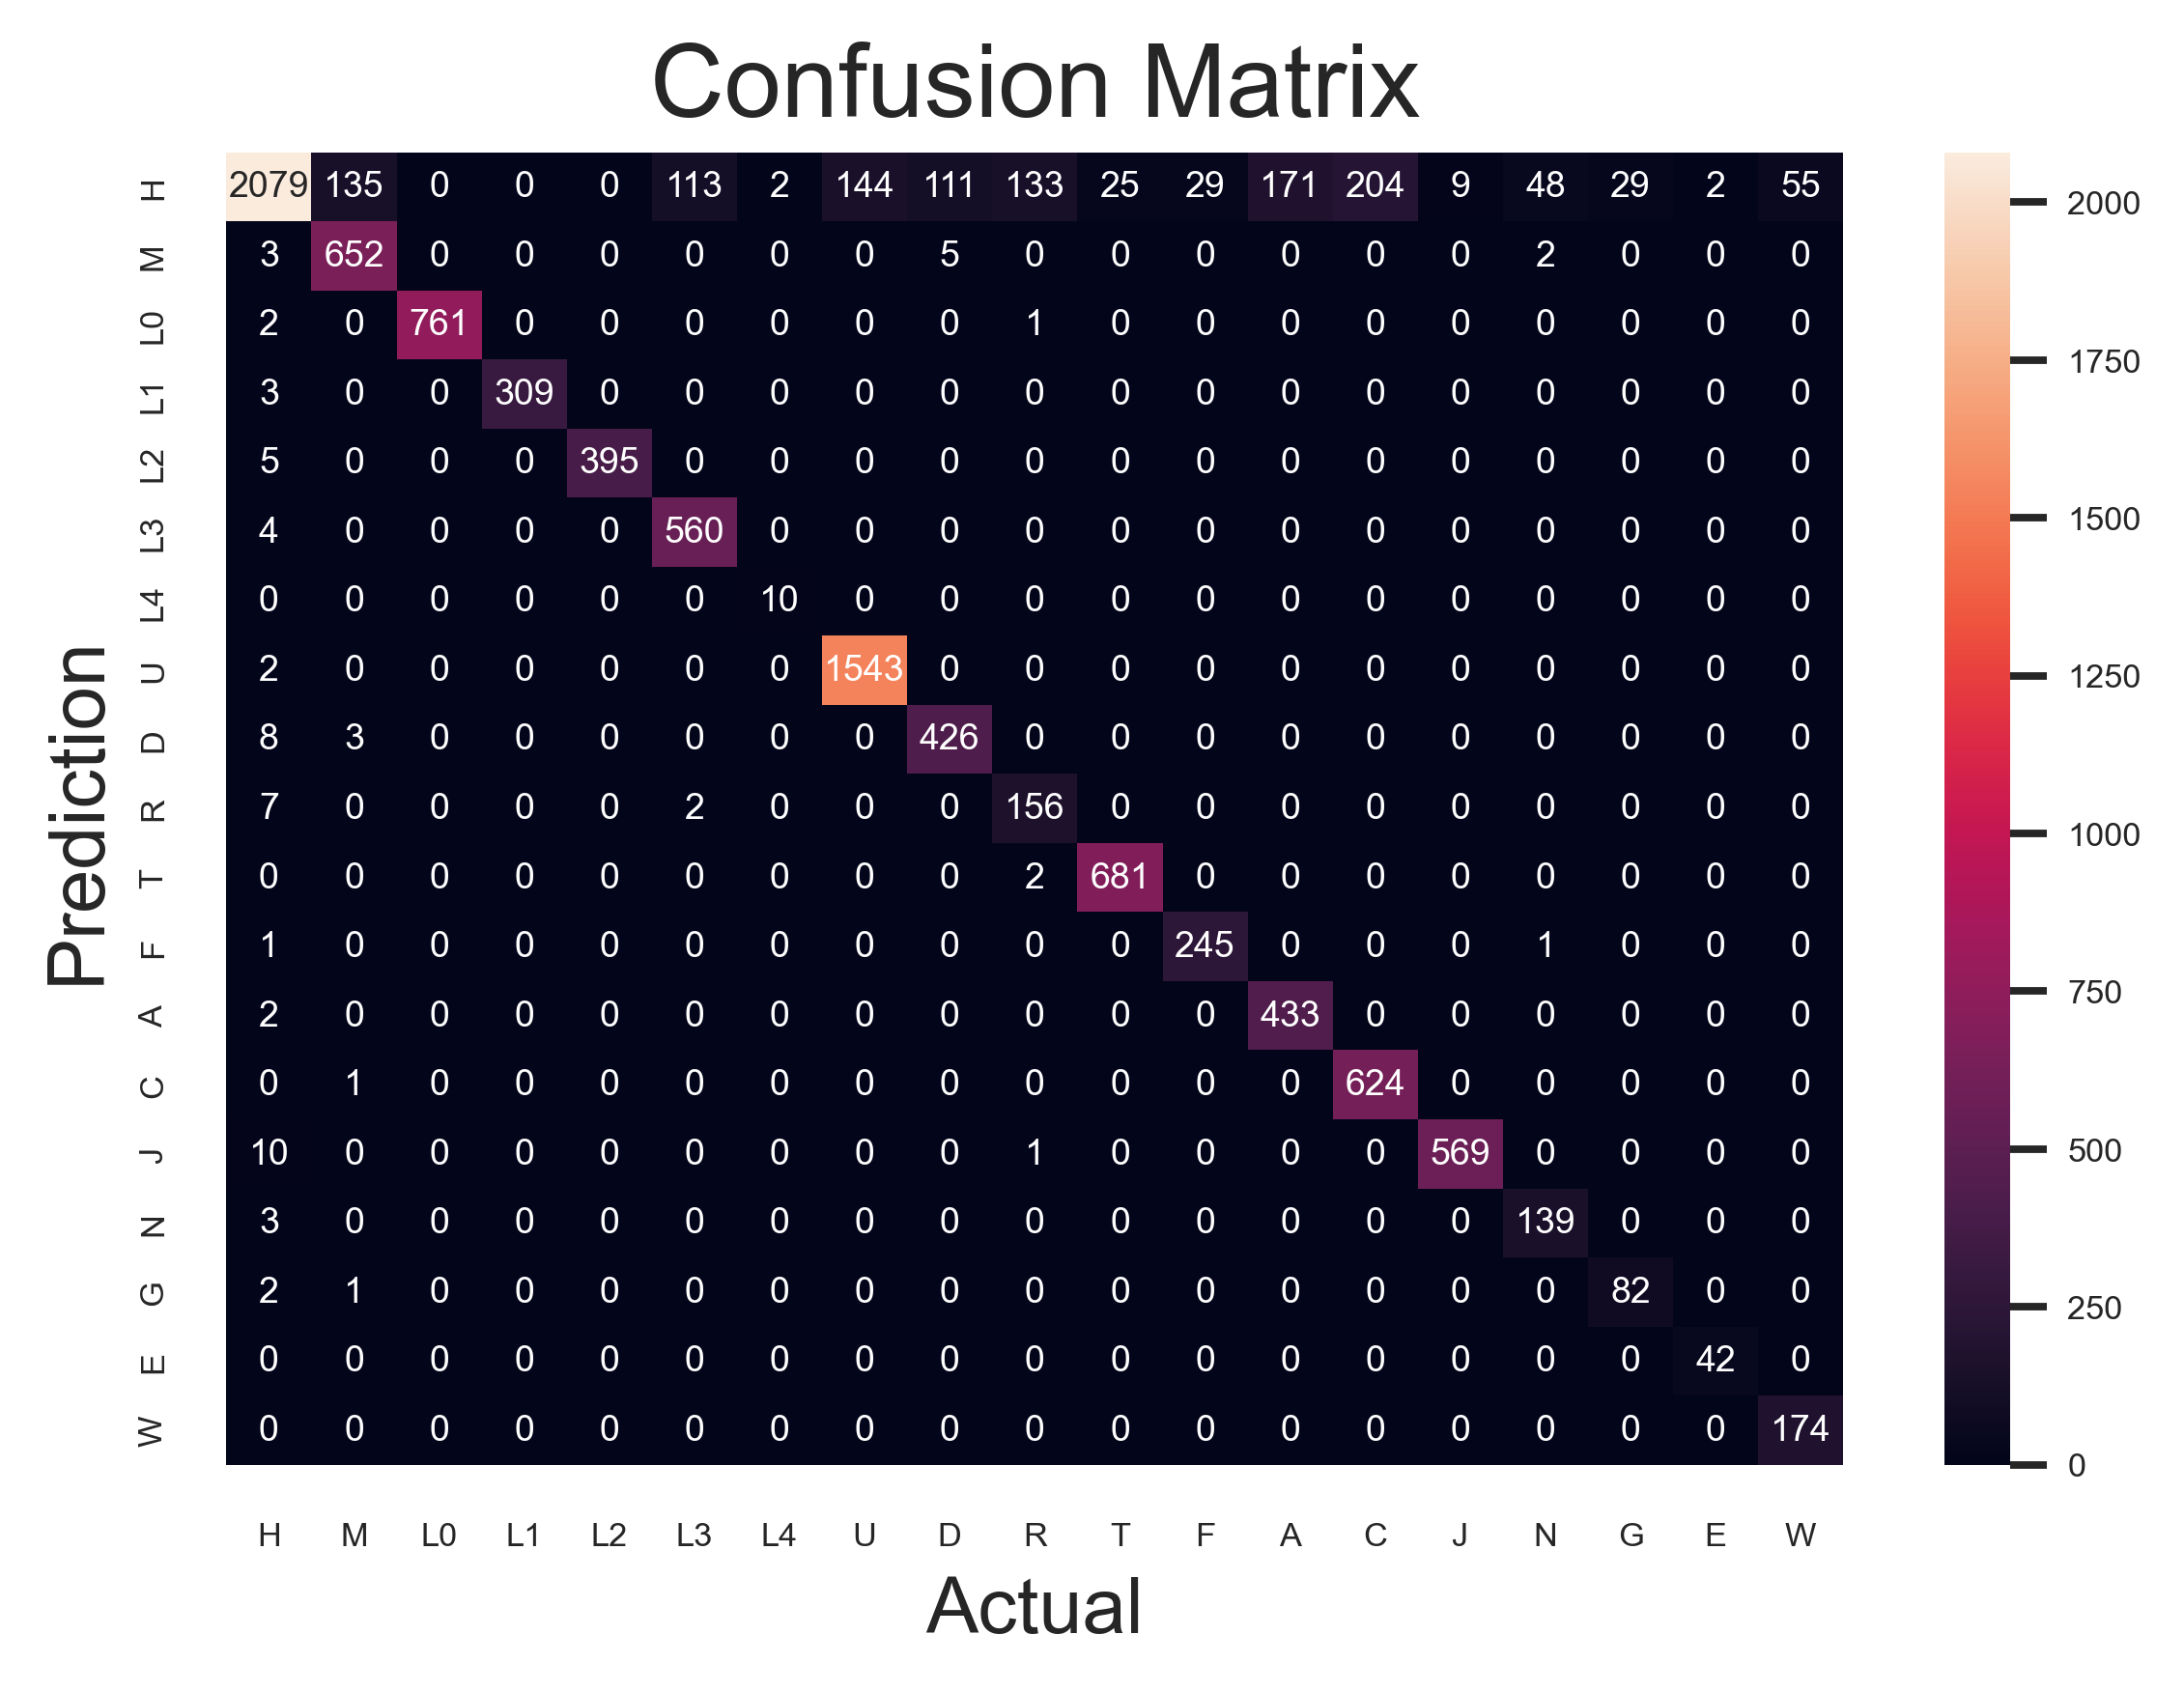 Confusion Matrix
H 2079 135 0 0 0 113 2 144 111 133 25 29 171 204 9 48 29 2 55
M 3 652 0 0 0 0 0 0 5 0 0 0 0 0 0 2 0 0 0
L0 2 0 761 0 0 0 0 0 0 1 0 0 0 0 0 0 0 0 0
L1 3 0 0 309 0 0 0 0 0 0 0 0 0 0 0 0 0 0 0
L2 5 0 0 0 395 0 0 0 0 0 0 0 0 0 0 0 0 0 0
L3 4 0 0 0 0 560 0 0 0 0 0 0 0 0 0 0 0 0 0
L4 0 0 0 0 0 0 10 0 0 0 0 0 0 0 0 0 0 0 0
U 2 0 0 0 0 0 0 1543 0 0 0 0 0 0 0 0 0 0 0
D 8 3 0 0 0 0 0 0 426 0 0 0 0 0 0 0 0 0 0
R 7 0 0 0 0 2 0 0 0 156 0 0 0 0 0 0 0 0 0
T 0 0 0 0 0 0 0 0 0 2 681 0 0 0 0 0 0 0 0
F 1 0 0 0 0 0 0 0 0 0 0 245 0 0 0 1 0 0 0
A 2 0 0 0 0 0 0 0 0 0 0 0 433 0 0 0 0 0 0
C 0 1 0 0 0 0 0 0 0 0 0 0 0 624 0 0 0 0 0
J 10 0 0 0 0 0 0 0 0 1 0 0 0 0 569 0 0 0 0
N 3 0 0 0 0 0 0 0 0 0 0 0 0 0 0 139 0 0 0
G 2 1 0 0 0 0 0 0 0 0 0 0 0 0 0 0 82 0 0
E 0 0 0 0 0 0 0 0 0 0 0 0 0 0 0 0 0 42 0
W 0 0 0 0 0 0 0 0 0 0 0 0 0 0 0 0 0 0 174
H M L0 L1 L2 L3 L4 U D R T F A C J N G E W
Prediction
Actual
2000
1750
1500
1250
1000
750
500
250
0